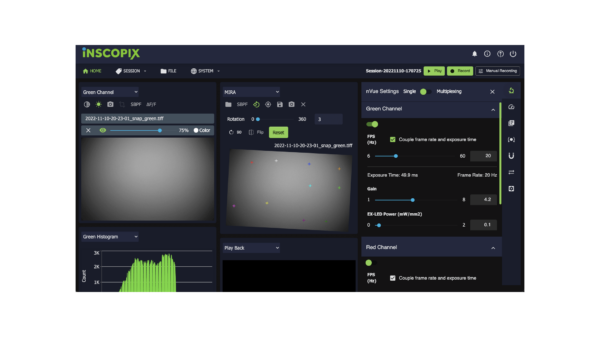 INSCOPIX
HOME
SESSION
FILE
SYSTEM
Session-20221110-170725
Play
Record
Manual Recording
Green Channel
SBPF ΔF/F
2022-11-10-20-23-01_snap_green.tiff
75% Color
Green Histogram
3K
2K
1K
Count
MIRA
SBPF
Rotation 0 360 3
Flip
Reset
2022-11-10-20-23-01_snap_green.tiff
Play Back
nVue Settings Single Multiplexing
Green Channel
FPS
(Hz)
Couple frame rate and exposure time
6 60 20
Exposure Time: 49.9 ms Frame Rate: 20 Hz
Gain
1 8 4.2
EX-LED Power (mW/mm2)
0 2 0.1
Red Channel
FPS
(Hz)
Couple frame rate and exposure time